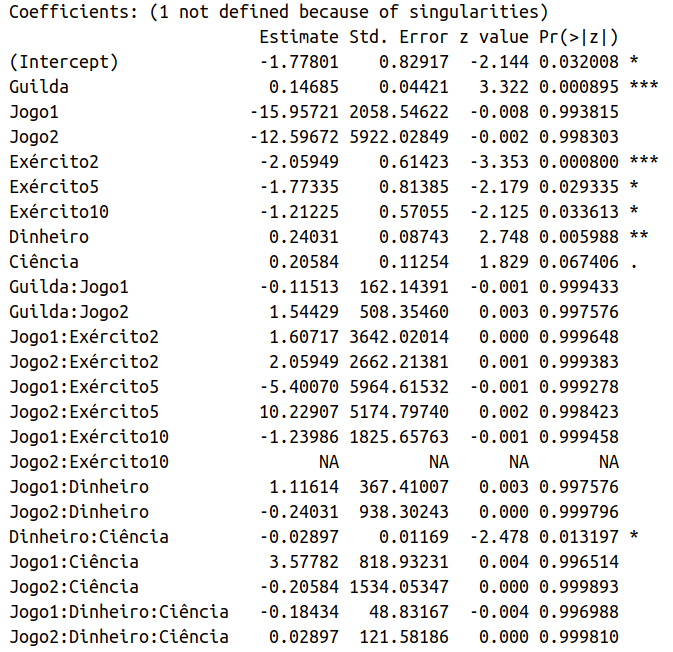 Coefficients: (1 not defined because of singularities)
Estimate Std. Error z value Pr(>|z|)
(Intercept) -1.77801 0.82917 -2.144 0.032008 *
Guilda 0.14685 0.04421 3.322 0.000895 ***
Jogo1 -15.95721 2058.54622 -0.008 0.993815
Jogo2 -12.59672 5922.02849 -0.002 0.998303
Exército2 -2.05949 0.61423 -3.353 0.000800 ***
Exército5 -1.77335 0.81385 -2.179 0.029335 *
Exército10 -1.21225 0.57055 -2.125 0.033613 *
Dinheiro 0.24031 0.08743 2.748 0.005988 **
Ciência 0.20584 0.11254 1.829 0.067406 .
Guilda:Jogo1 -0.11513 162.14391 -0.001 0.999433
Guilda:Jogo2 1.54429 508.35460 0.003 0.997576
Jogo1:Exército2 1.60717 3642.02014 0.000 0.999648
Jogo2:Exército2 2.05949 2662.21381 0.001 0.999383
Jogo1:Exército5 -5.40070 5964.61532 -0.001 0.999278
Jogo2:Exército5 10.22907 5174.79740 0.002 0.998423
Jogo1:Exército10 -1.23986 1825.65763 -0.001 0.999458
Jogo2:Exército10 NA NA NA NA
Jogo1:Dinheiro 1.11614 367.41007 0.003 0.997576
Jogo2:Dinheiro -0.24031 938.30243 0.000 0.999796
Dinheiro:Ciência -0.02897 0.01169 -2.478 0.013197 *
Jogo1:Ciência 3.57782 818.93231 0.004 0.996514
Jogo2:Ciência -0.20584 1534.05347 0.000 0.999893
Jogo1:Dinheiro:Ciência -0.18434 48.83167 -0.004 0.996988
Jogo2:Dinheiro:Ciência 0.02897 121.58186 0.000 0.999810